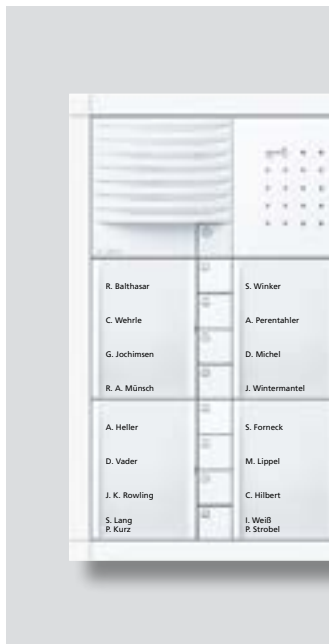 R. Balthasar
C. Wehrle
G. Jochimsen
R. A. Münsch
A. Heller
D. Vader
J. K. Rowling
S. Lang
P. Kurz
S. Winker
A. Perentahler
D. Michel
J. Wintermantel
S. Forneck
M. Lippel
C. Hilbert
I. Weiß
P. Strobel